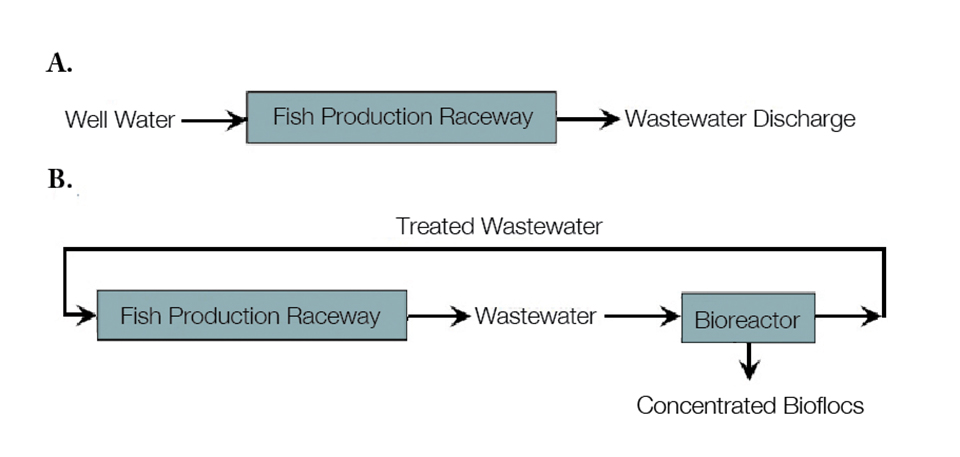 A.
Well Water
Fish Production Raceway
Wastewater Discharge
B.
Treated Wastewater
Fish Production Raceway
Wastewater
Bioreactor
Concentrated Bioflocs